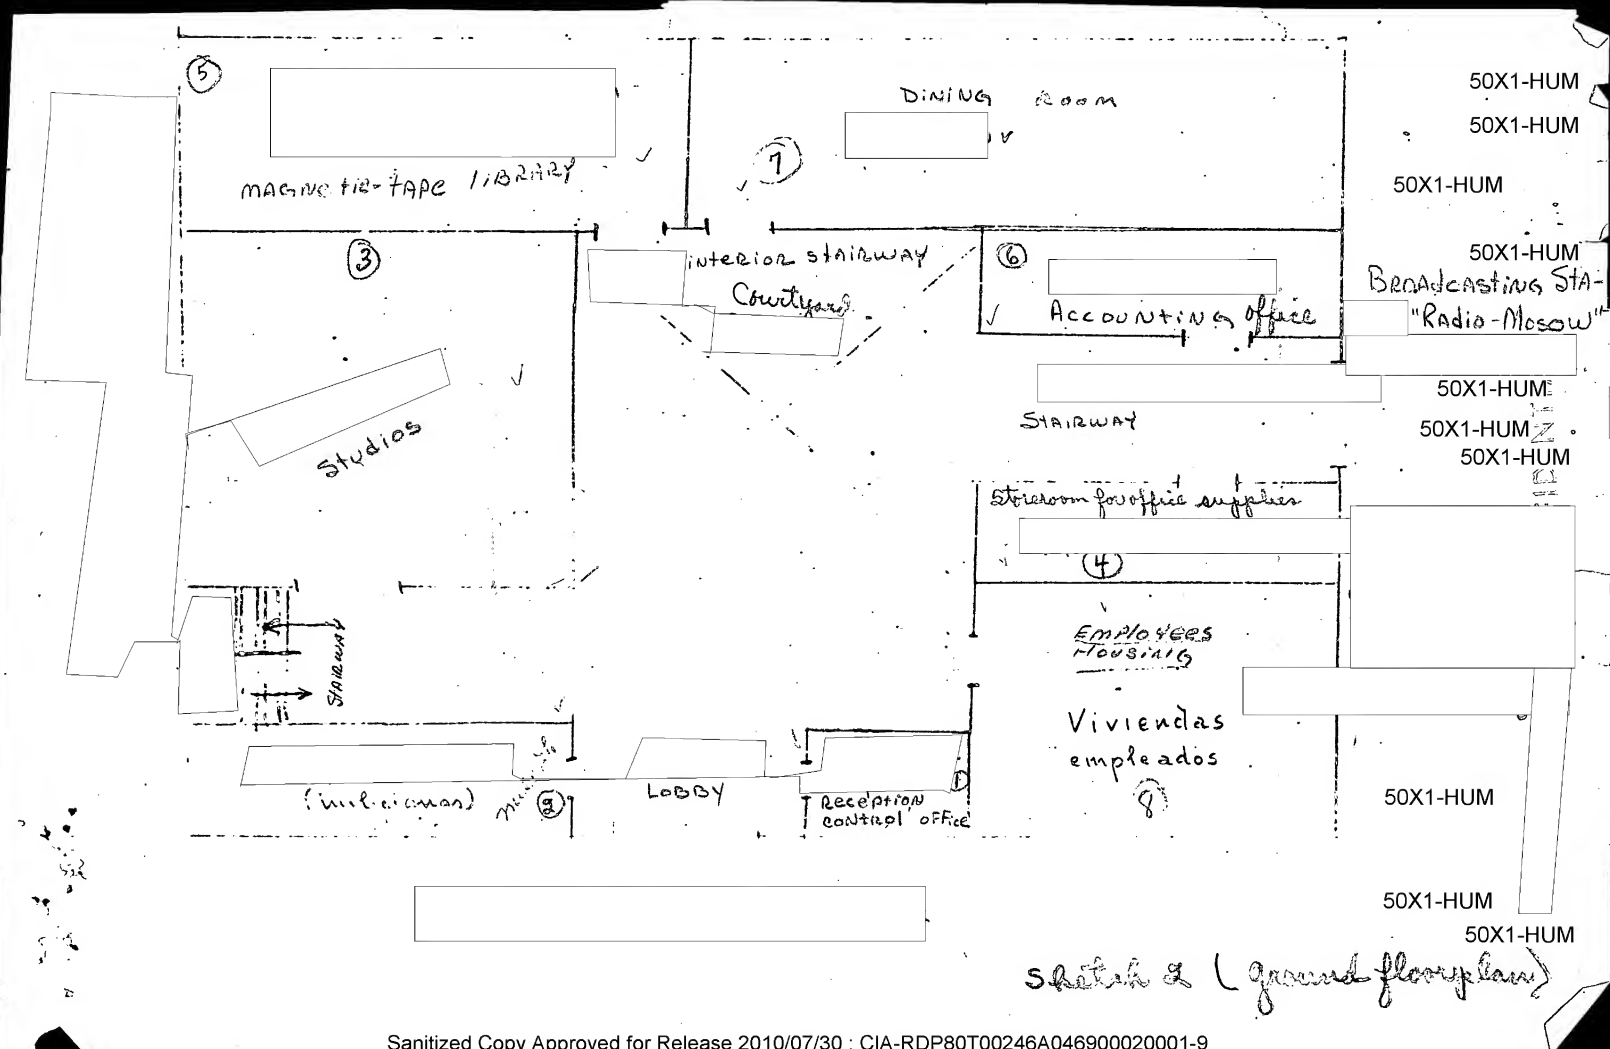 5
50X1-HUM
DINING ROOM
50X1-HUM
7
MAGNETIC-TAPE LIBRARY
50X1-HUM
3
INTERIOR STAIRWAY
6
50X1-HUM
BROADCASTING STA-
Courtyard
ACCOUNTING office
"RADIO-MOSOW"
50X1-HUM
STAIRWAY
50X1-HUM
Studios
50X1-HUM
Storeroom for office supplies
4
EMPLOYEES
HOUSING
STAIRWAY
Viviendas
empleados
8
LOBBY
1
2
RECEPTION
CONTROL OFFICE
50X1-HUM
50X1-HUM
50X1-HUM
Sketch 2 (ground floorplan)
Sanitized Copy Approved for Release 2010/07/30 : CIA-RDP80T00246A046900020001-9